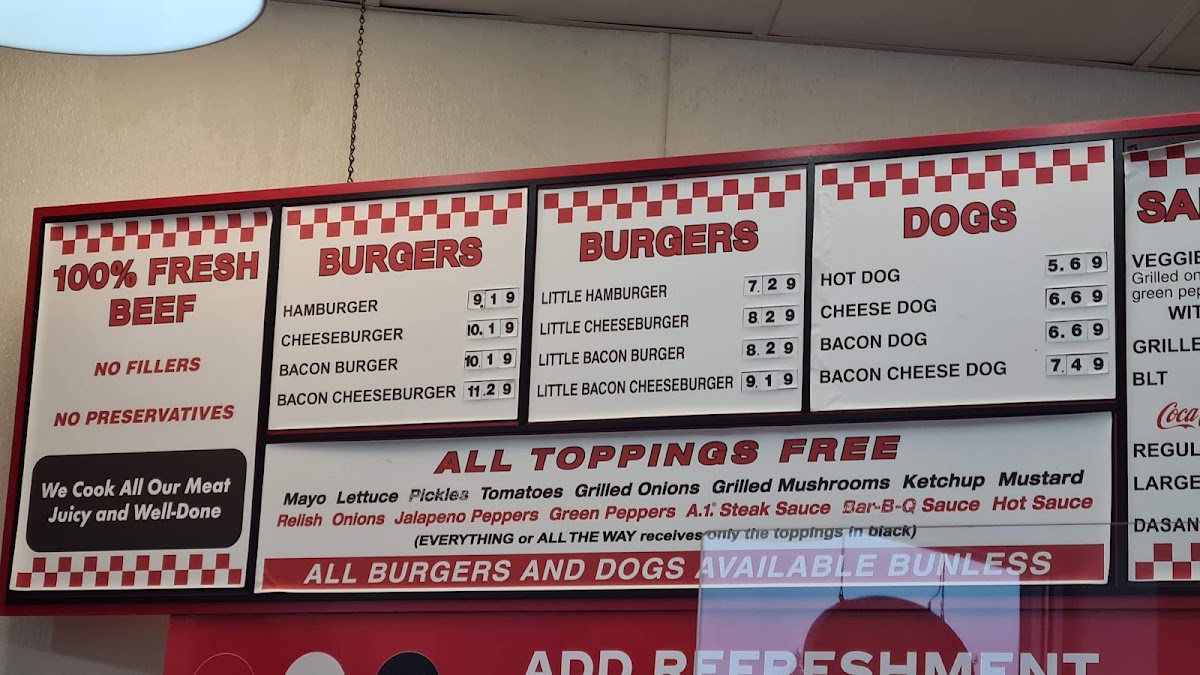 100% FRESH
BEEF
NO FILLERS
NO PRESERVATIVES
We Cook All Our Meat
Juicy and Well-Done
BURGERS
HAMBURGER 9.19
CHEESEBURGER 10.19
BACON BURGER 10.19
BACON CHEESEBURGER 11.29
BURGERS
LITTLE HAMBURGER 7.29
LITTLE CHEESEBURGER 8.29
LITTLE BACON BURGER 8.29
LITTLE BACON CHEESEBURGER 9.19
DOGS
HOT DOG 5.69
CHEESE DOG 6.69
BACON DOG 6.69
BACON CHEESE DOG 7.49
ALL TOPPINGS FREE
Mayo Lettuce Pickles Tomatoes Grilled Onions Grilled Mushrooms Ketchup Mustard
Relish Onions Jalapeno Peppers Green Peppers A.1. Steak Sauce Bar-B-Q Sauce Hot Sauce
(EVERYTHING or ALL THE WAY receives only the toppings in black)
ALL BURGERS AND DOGS AVAILABLE BUNLESS
SA
VEGGIE
Grilled on
green pep
WIT
GRILLE
BLT
Coca
REGUL
LARGE
DASAN
ADD REFRESHMENT